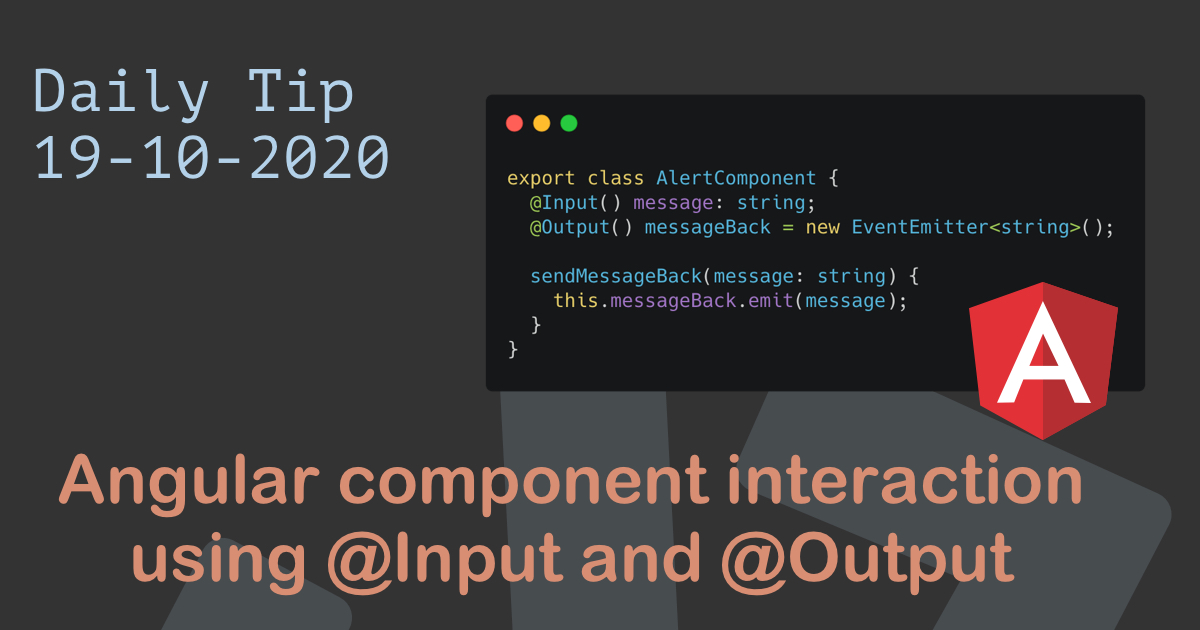 Daily Tip
19-10-2020
export class AlertComponent {
  @Input() message: string;
  @Output() messageBack = new EventEmitter<string>();

  sendMessageBack(message: string) {
    this.messageBack.emit(message);
  }
}
A
Angular component interaction
using @Input and @Output